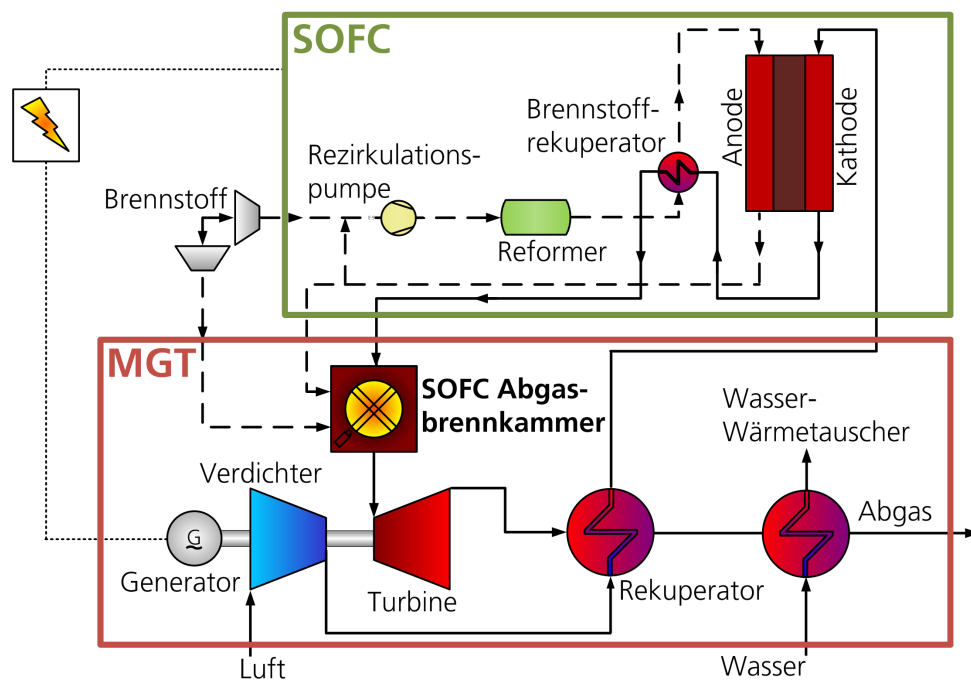 SOFC
Brennstoff-
rekuperator
Anode
Kathode
Rezirkulations-
pumpe
Brennstoff
Reformer
MGT
SOFC Abgas-
brennkammer
Wasser-
Wärmetauscher
Verdichter
Abgas
G
~
Generator
Turbine
Rekuperator
Luft
Wasser